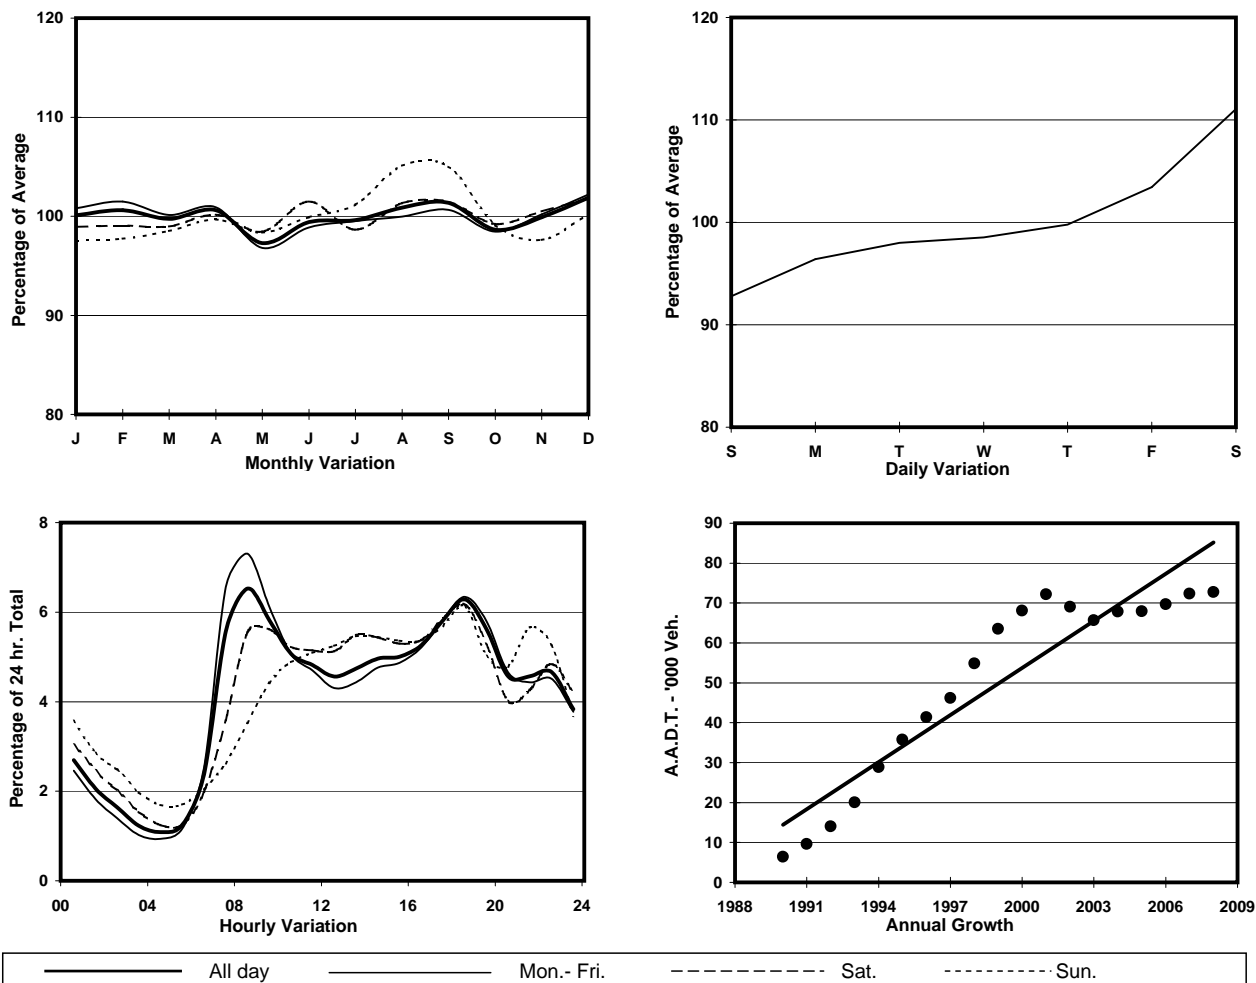 120
110
100
90
80
Percentage of Average
J F M A M J J A S O N D
Monthly Variation
120
110
100
90
80
Percentage of Average
S M T W T F S
Daily Variation
8
6
4
2
0
Percentage of 24 hr. Total
00 04 08 12 16 20 24
Hourly Variation
90
80
70
60
50
40
30
20
10
0
A.A.D.T. - '000 Veh.
1988 1991 1994 1997 2000 2003 2006 2009
Annual Growth
All day Mon.- Fri. Sat. Sun.